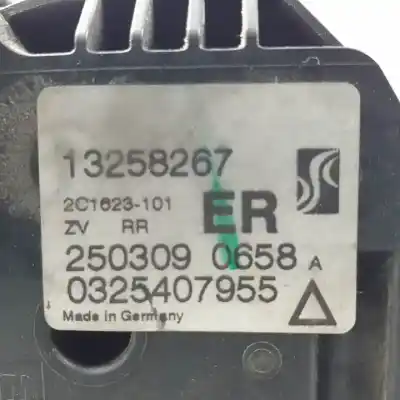 13258267
2C1623-101 ER
ZV RR
250309 0658 A
0325407955
Made in Germany